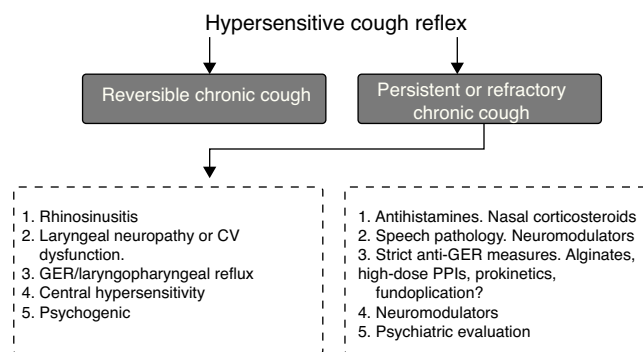 Hypersensitive cough reflex
Reversible chronic cough
Persistent or refractory
chronic cough
1. Rhinosinusitis
2. Laryngeal neuropathy or CV
dysfunction.
3. GER/laryngopharyngeal reflux
4. Central hypersensitivity
5. Psychogenic
1. Antihistamines. Nasal corticosteroids
2. Speech pathology. Neuromodulators
3. Strict anti-GER measures. Alginates,
high-dose PPIs, prokinetics,
fundoplication?
4. Neuromodulators
5. Psychiatric evaluation